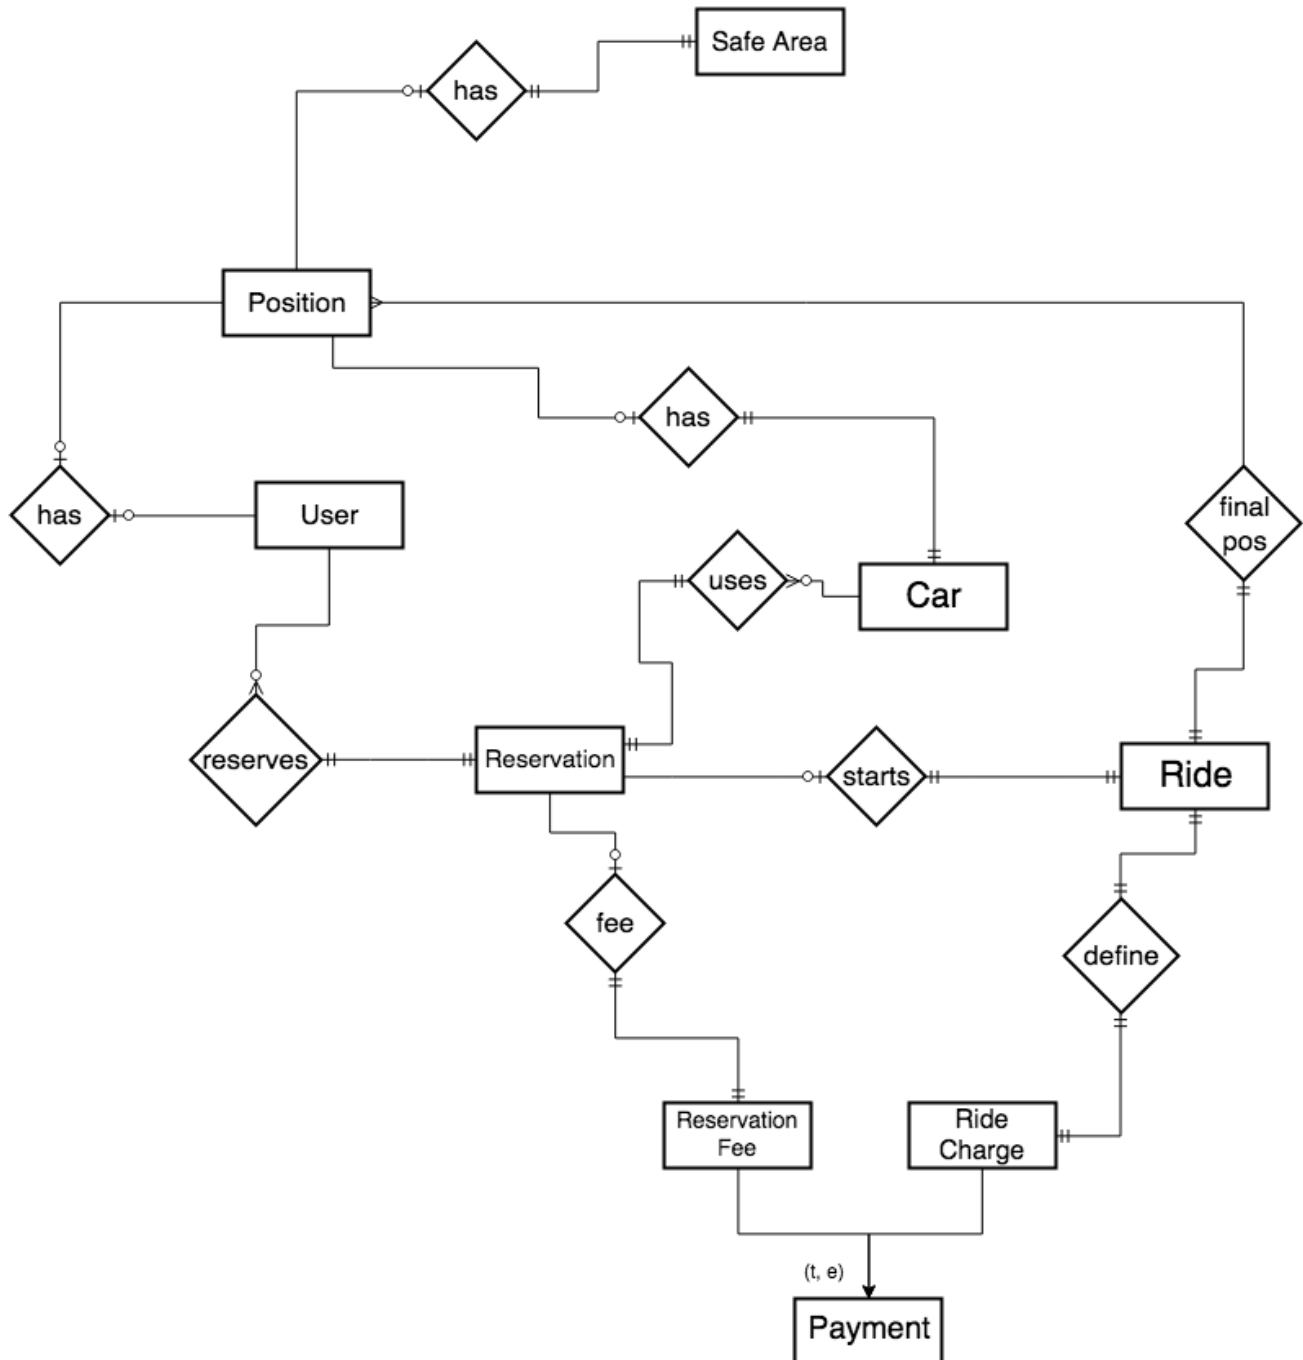 Safe Area
has
Position
has
final
pos
has
User
uses
Car
reserves
Reservation
starts
Ride
fee
define
Reservation
Fee
Ride
Charge
(t, e)
Payment